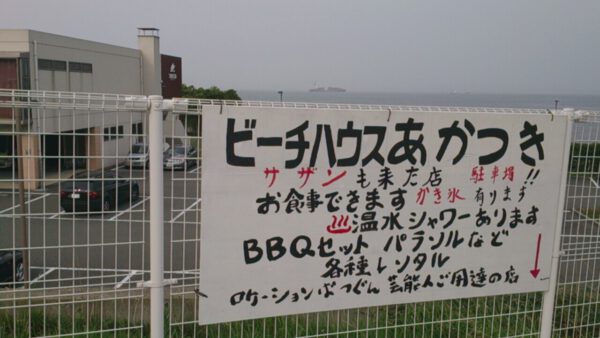 ビーチハウスあかつき
サザンも来た店 駐車場!!
お食事できます かき氷 有ります
♨温水シャワーあります
BBQセット パラソルなど
各種レンタル
ロケーションばつぐん 芸能人ご用達の店